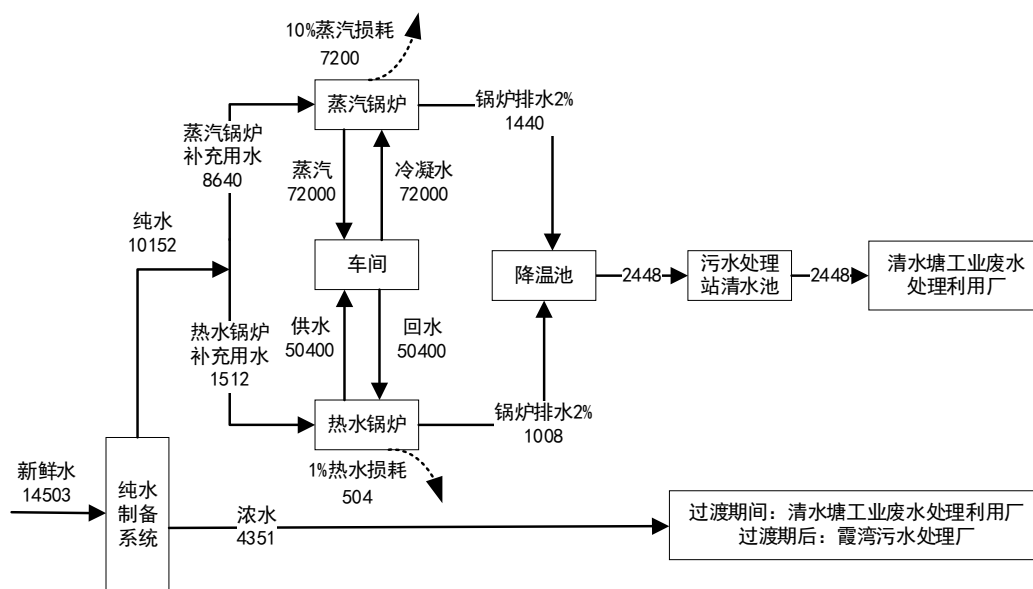 10%蒸汽损耗
7200
蒸汽锅炉
锅炉排水2%
1440
蒸汽锅炉
补充用水
8640
蒸汽
72000
冷凝水
72000
纯水
10152
车间
降温池
2448
污水处理
站清水池
2448
清水塘工业废水
处理利用厂
热水锅炉
补充用水
1512
供水
50400
回水
50400
热水锅炉
锅炉排水2%
1008
1%热水损耗
504
新鲜水
14503
纯水
制备
系统
浓水
4351
过渡期间：清水塘工业废水处理利用厂
过渡期后：霞湾污水处理厂